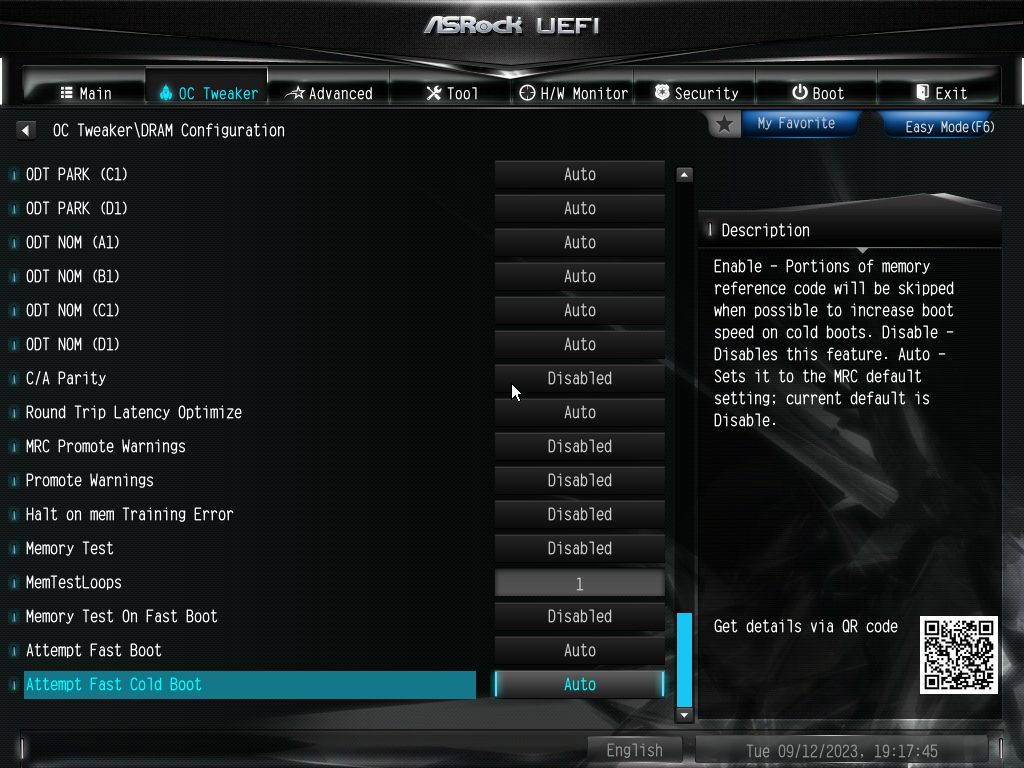 ASRock UEFI
Main
OC Tweaker
Advanced
Tool
H/W Monitor
Security
Boot
Exit
OC Tweaker\DRAM Configuration
My Favorite
Easy Mode(F6)
ODT PARK (C1) Auto
ODT PARK (D1) Auto
ODT NOM (A1) Auto
ODT NOM (B1) Auto
ODT NOM (C1) Auto
ODT NOM (D1) Auto
C/A Parity Disabled
Round Trip Latency Optimize Auto
MRC Promote Warnings Disabled
Promote Warnings Disabled
Halt on mem Training Error Disabled
Memory Test Disabled
MemTestLoops 1
Memory Test On Fast Boot Disabled
Attempt Fast Boot Auto
Attempt Fast Cold Boot Auto
Description
Enable - Portions of memory
reference code will be skipped
when possible to increase boot
speed on cold boots. Disable -
Disables this feature. Auto -
Sets it to the MRC default
setting; current default is
Disable.
Get details via QR code
English
Tue 09/12/2023, 19:17:45